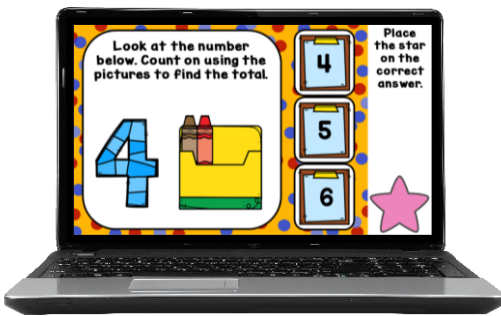 Look at the number
below. Count on using the
pictures to find the total.
4
4
5
6
Place
the star
on the
correct
answer.